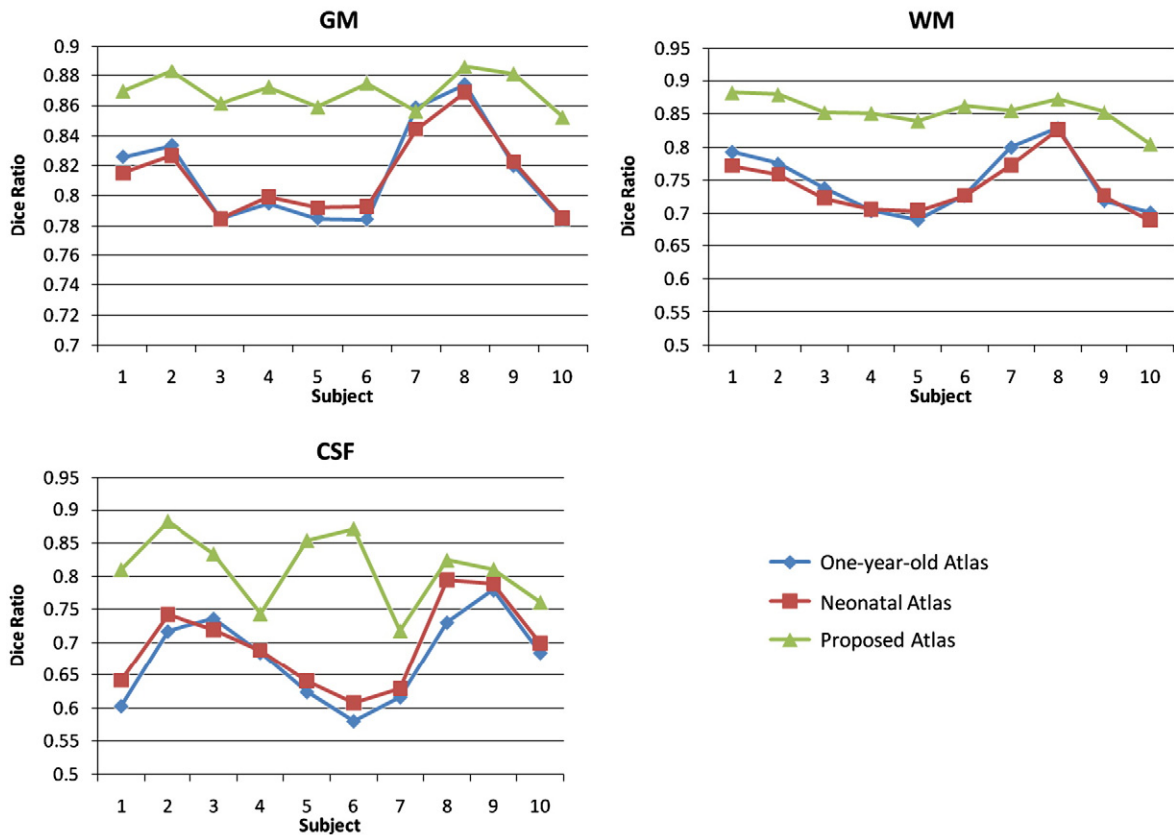 GM
Dice Ratio
0.9
0.88
0.86
0.84
0.82
0.8
0.78
0.76
0.74
0.72
0.7
1 2 3 4 5 6 7 8 9 10
Subject
WM
Dice Ratio
0.95
0.9
0.85
0.8
0.75
0.7
0.65
0.6
0.55
0.5
1 2 3 4 5 6 7 8 9 10
Subject
CSF
Dice Ratio
0.95
0.9
0.85
0.8
0.75
0.7
0.65
0.6
0.55
0.5
1 2 3 4 5 6 7 8 9 10
Subject
One-year-old Atlas
Neonatal Atlas
Proposed Atlas